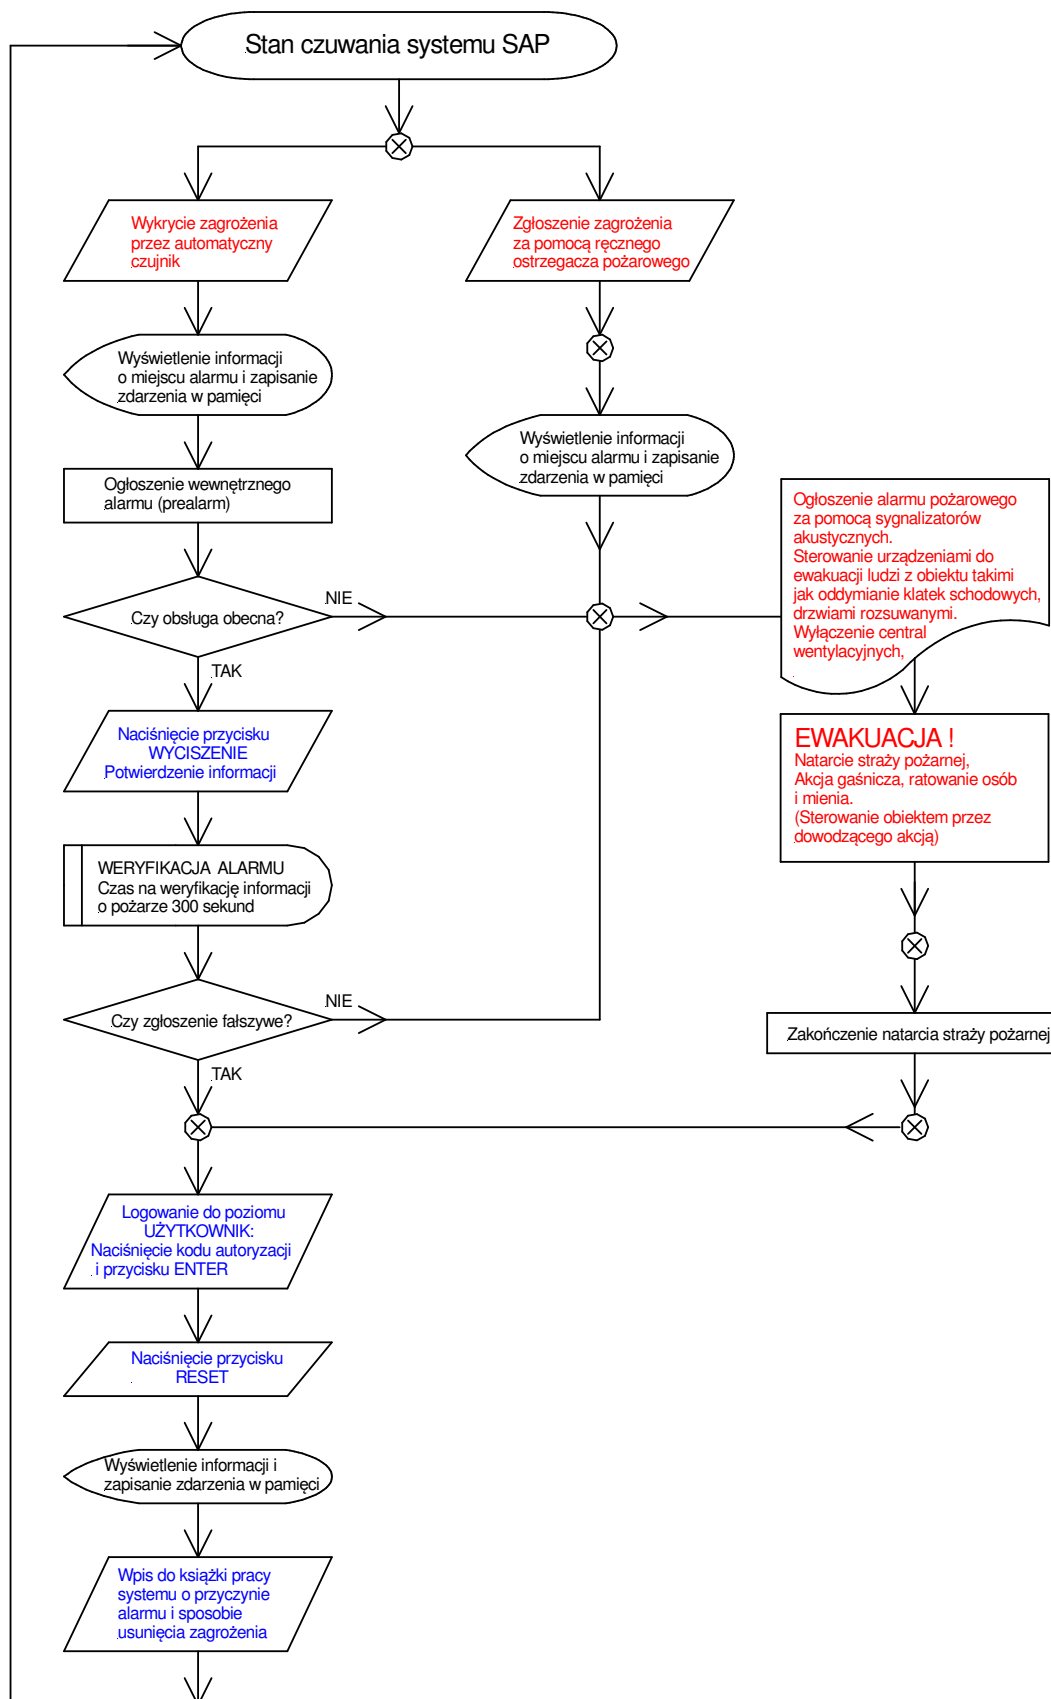 Stan czuwania systemu SAP
Wykrycie zagrożenia
przez automatyczny
czujnik
Zgłoszenie zagrożenia
za pomocą ręcznego
ostrzegacza pożarowego
Wyświetlenie informacji
o miejscu alarmu i zapisanie
zdarzenia w pamięci
Wyświetlenie informacji
o miejscu alarmu i zapisanie
zdarzenia w pamięci
Ogłoszenie wewnętrznego
alarmu (prealarm)
Ogłoszenie alarmu pożarowego
za pomocą sygnalizatorów
akustycznych.
Sterowanie urządzeniami do
ewakuacji ludzi z obiektu takimi
jak oddymianie klatek schodowych,
drzwiami rozsuwanymi.
Wyłączenie central
wentylacyjnych,
Czy obsługa obecna?
NIE
TAK
Naciśnięcie przycisku
WYCISZENIE
Potwierdzenie informacji
EWAKUACJA !
Natarcie straży pożarnej,
Akcja gaśnicza, ratowanie osób
i mienia.
(Sterowanie obiektem przez
dowodzącego akcją)
WERYFIKACJA ALARMU
Czas na weryfikację informacji
o pożarze 300 sekund
Czy zgłoszenie fałszywe?
NIE
TAK
Zakończenie natarcia straży pożarnej
Logowanie do poziomu
UŻYTKOWNIK:
Naciśnięcie kodu autoryzacji
i przycisku ENTER
Naciśnięcie przycisku
RESET
Wyświetlenie informacji i
zapisanie zdarzenia w pamięci
Wpis do książki pracy
systemu o przyczynie
alarmu i sposobie
usunięcia zagrożenia